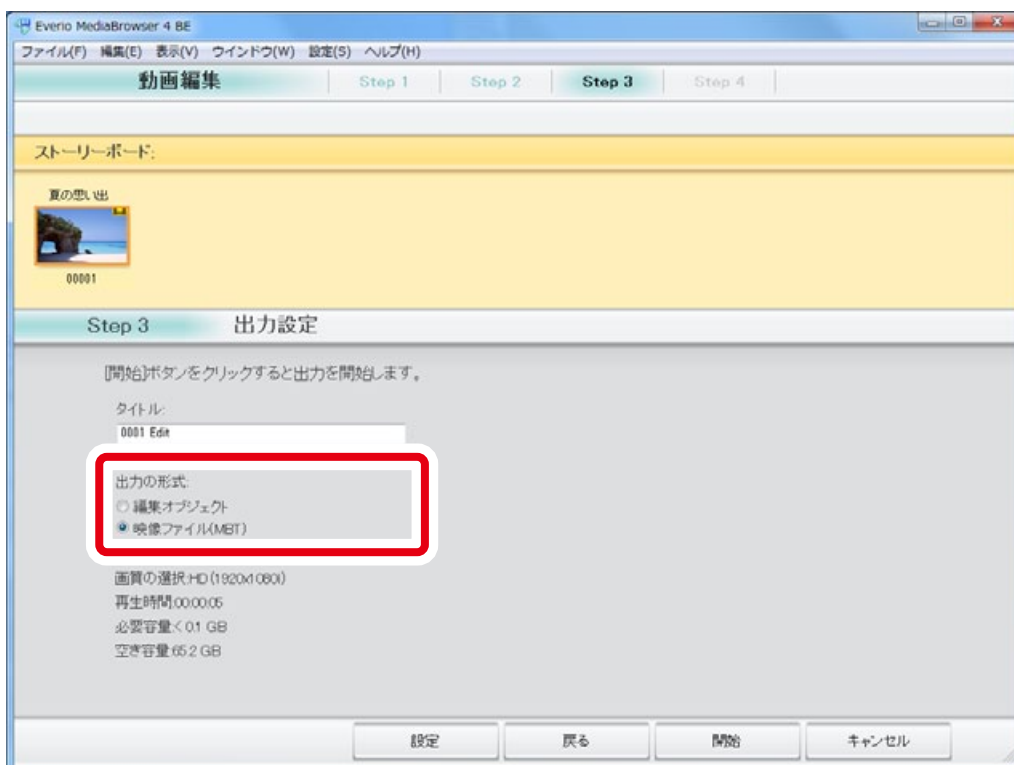 Everio MediaBrowser 4 BE
ファイル(F) 編集(E) 表示(V) ウインドウ(W) 設定(S) ヘルプ(H)
動画編集 Step 1 Step 2 Step 3 Step 4
ストーリーボード:
夏の思い出
00001
Step 3 出力設定
[開始]ボタンをクリックすると出力を開始します。
タイトル:
0001 Edit
出力の形式:
編集オブジェクト
映像ファイル(MBT)
画質の選択:HD (1920x1080i)
再生時間:00:00:05
必要容量:< 0.1 GB
空き容量:65.2 GB
設定 戻る 開始 キャンセル